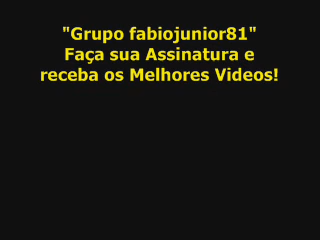 "Grupo fabiojunior81"
Faça sua Assinatura e
receba os Melhores Videos!